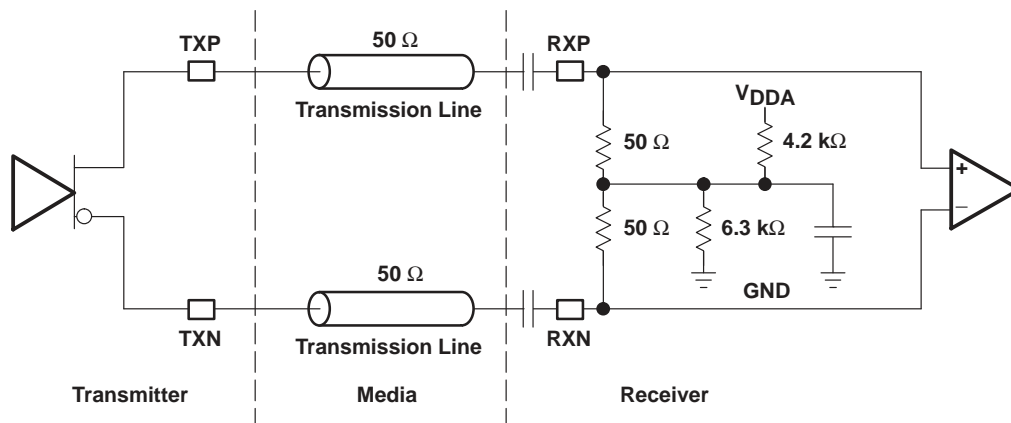 50 Ω
TXP
RXP
Transmission Line
VDDA
50 Ω
4.2 kΩ
+
–
50 Ω
6.3 kΩ
50 Ω
GND
TXN
RXN
Transmission Line
Transmitter
Media
Receiver